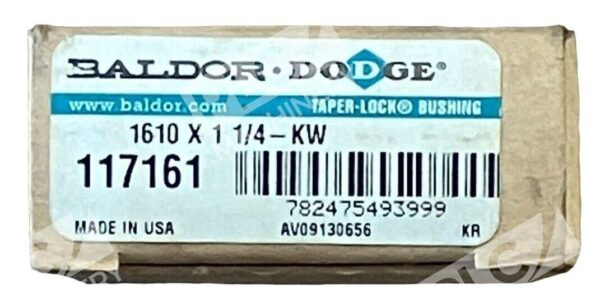 BALDOR · DODGE®
www.baldor.com TAPER-LOCK® BUSHING
1610 X 1 1/4-KW
117161
782475493999
MADE IN USA AV09130656 KR